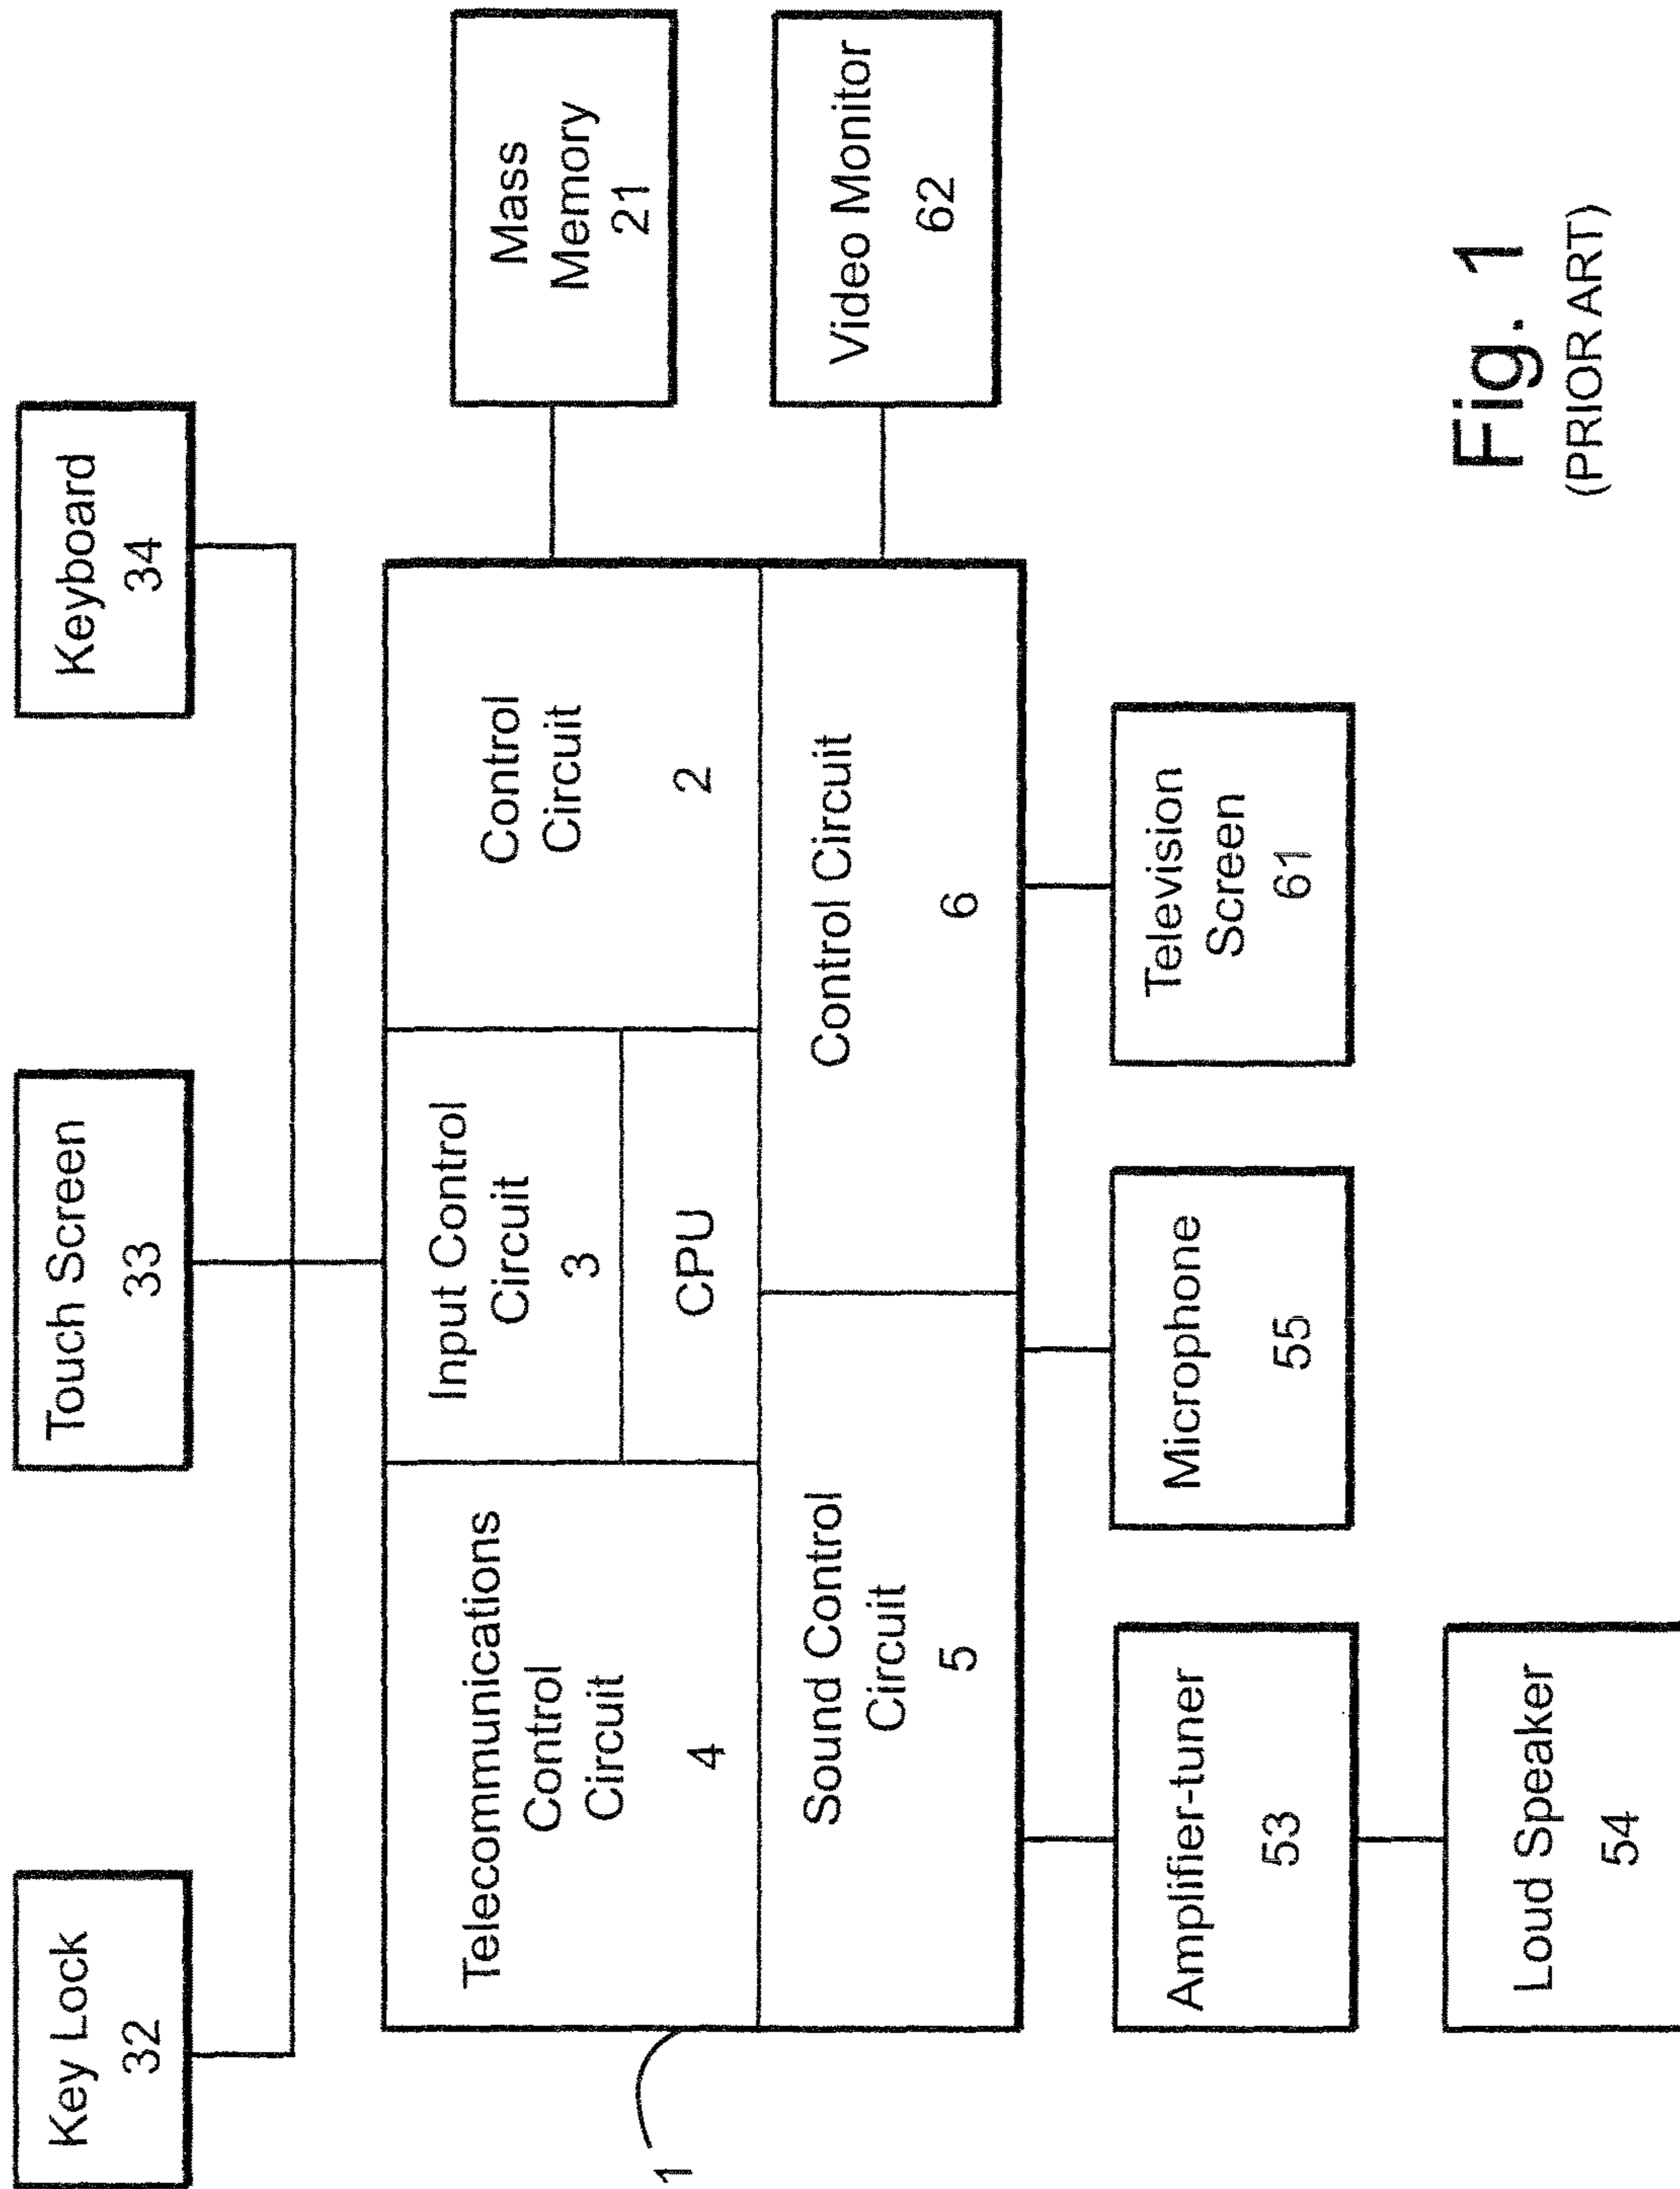 Key Lock
32
Touch Screen
33
Keyboard
34
1
Telecommunications
Control
Circuit
4
Input Control
Circuit
3
CPU
Control
Circuit
2
Sound Control
Circuit
5
Control Circuit
6
Mass
Memory
21
Video Monitor
62
Amplifier-tuner
53
Microphone
55
Television
Screen
61
Loud Speaker
54
Fig. 1
(PRIOR ART)